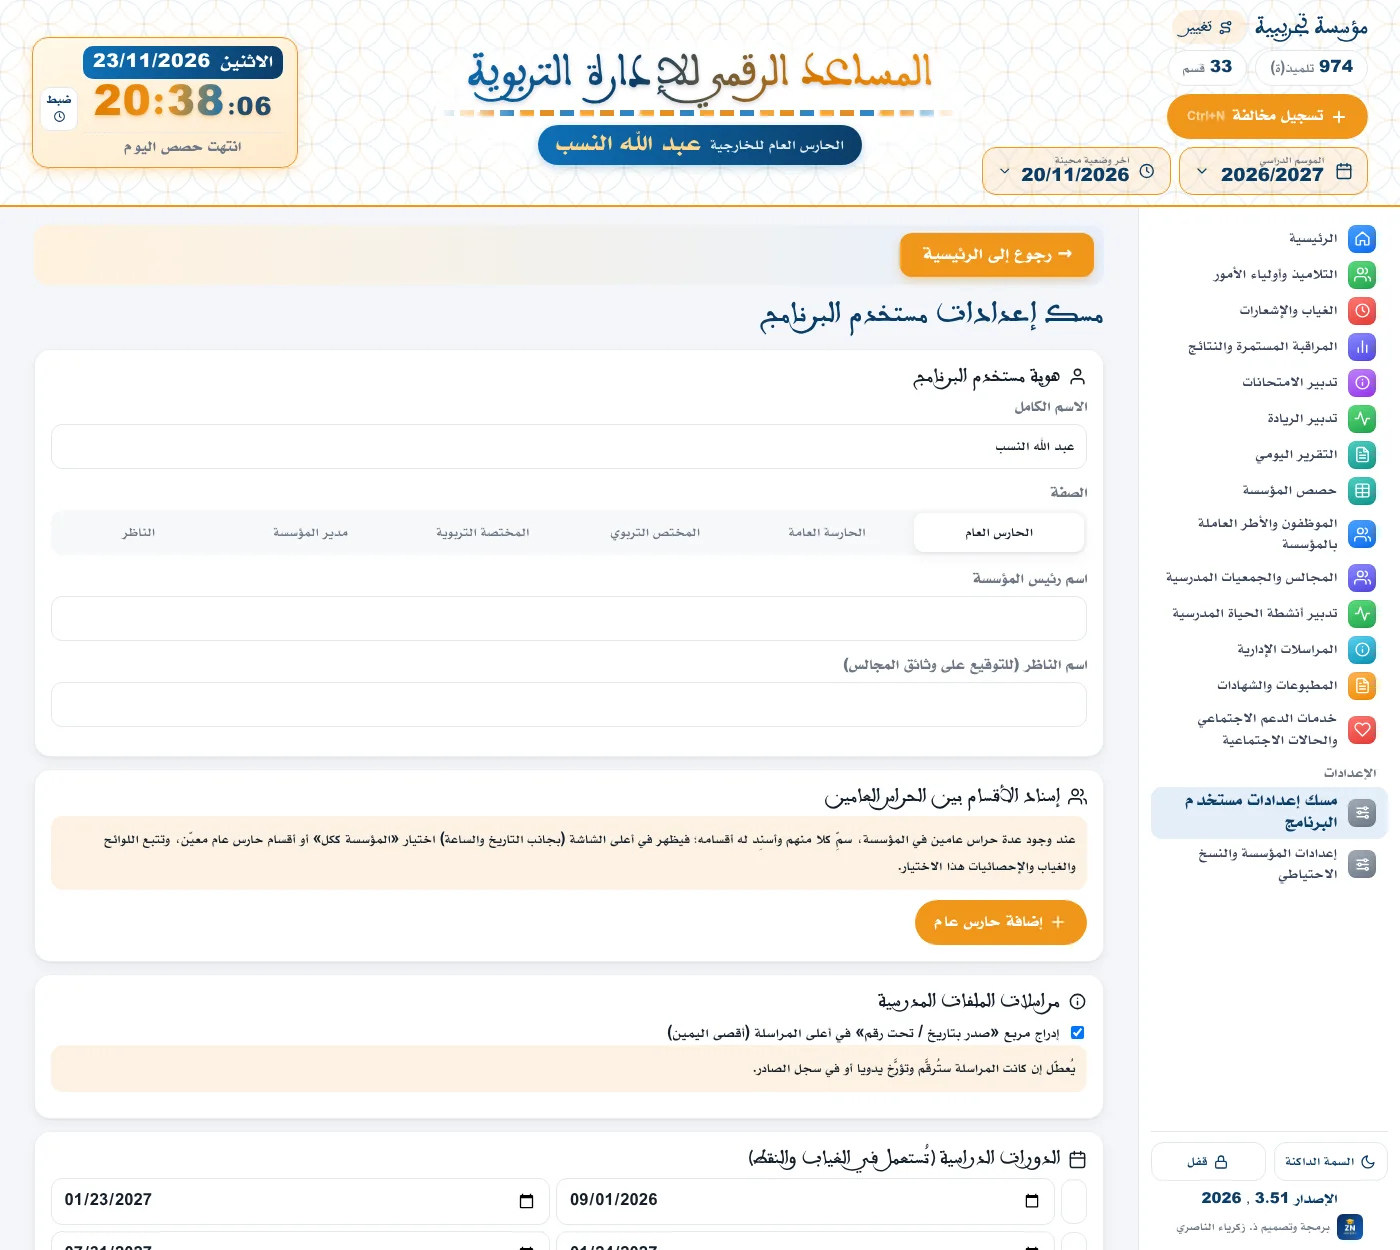 مؤسسة تجريبية
تغيير
974 تلميذ(ة)
33 قسم
تسجيل مخالفة Ctrl+N
الموسم الدراسي
2026/2027
اخر وضعية محينة
20/11/2026
المساعد الرقمي للإدارة التربوية
الحارس العام للخارجية عبد الله النسب
الاثنين 23/11/2026
20:38:06
ضبط
انتهت حصص اليوم
الرئيسية
التلاميذ وأولياء الأمور
الغياب والإشعارات
المراقبة المستمرة والنتائج
تدبير الامتحانات
تدبير الريادة
التقرير اليومي
حصص المؤسسة
الموظفون والأطر العاملة
بالمؤسسة
المجالس والجمعيات المدرسية
تدبير أنشطة الحياة المدرسية
المراسلات الإدارية
المطبوعات والشهادات
خدمات الدعم الاجتماعي
والحالات الاجتماعية
الإعدادات
مسك إعدادات مستخدم
البرنامج
إعدادات المؤسسة والنسخ
الاحتياطي
السمة الداكنة
قفل
الإصدار 3.51 , 2026
برمجة وتصميم ذ. زكرياء الناصري
ZN
→ رجوع إلى الرئيسية
مسك إعدادات مستخدم البرنامج
هوية مستخدم البرنامج
الاسم الكامل
عبد الله النسب
الصفة
الحارس العام
الحارسة العامة
المختص التربوي
المختصة التربوية
مدير المؤسسة
الناظر
اسم رئيس المؤسسة
اسم الناظر (للتوقيع على وثائق المجالس)
إسناد الأقسام بين الحراس العامين
عند وجود عدة حراس عامين في المؤسسة، سمِّ كلا منهم وأسنِد له أقسامه؛ فيظهر في أعلى الشاشة (بجانب التاريخ والساعة) اختيار «المؤسسة ككل» أو أقسام حارس عام معيّن، وتتبع اللوائح
والغياب والإحصائيات هذا الاختيار.
إضافة حارس عام
مراسلات الملفات المدرسية
إدراج مربع «صدر بتاريخ / تحت رقم» في أعلى المراسلة (أقصى اليمين)
يُعطّل إن كانت المراسلة ستُرقَّم وتؤرَّخ يدويا أو في سجل الصادر.
الدورات الدراسية (تُستعمل في الغياب والنقط)
09/01/2026
01/23/2027
01/24/2027
07/31/2027